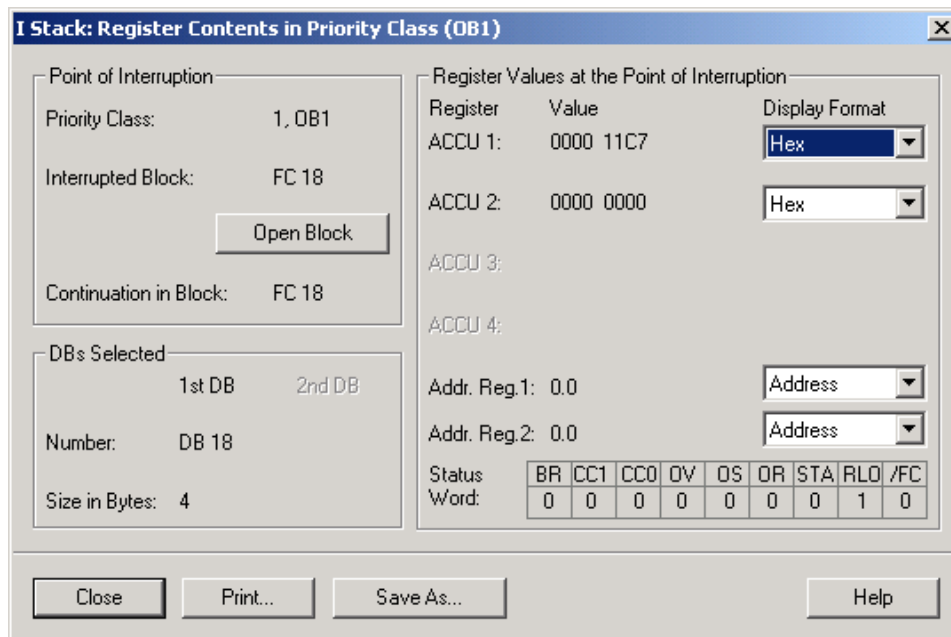 I Stack: Register Contents in Priority Class (OB1)
Point of Interruption
Priority Class: 1, OB1
Interrupted Block: FC 18
Open Block
Continuation in Block: FC 18
DBs Selected
1st DB 2nd DB
Number: DB 18
Size in Bytes: 4
Register Values at the Point of Interruption
Register Value Display Format
ACCU 1: 0000 11C7 Hex
ACCU 2: 0000 0000 Hex
ACCU 3:
ACCU 4:
Addr. Reg.1: 0.0 Address
Addr. Reg.2: 0.0 Address
Status Word:
BR CC1 CC0 OV OS OR STA RLO /FC
0 0 0 0 0 0 0 1 0
Close Print... Save As... Help